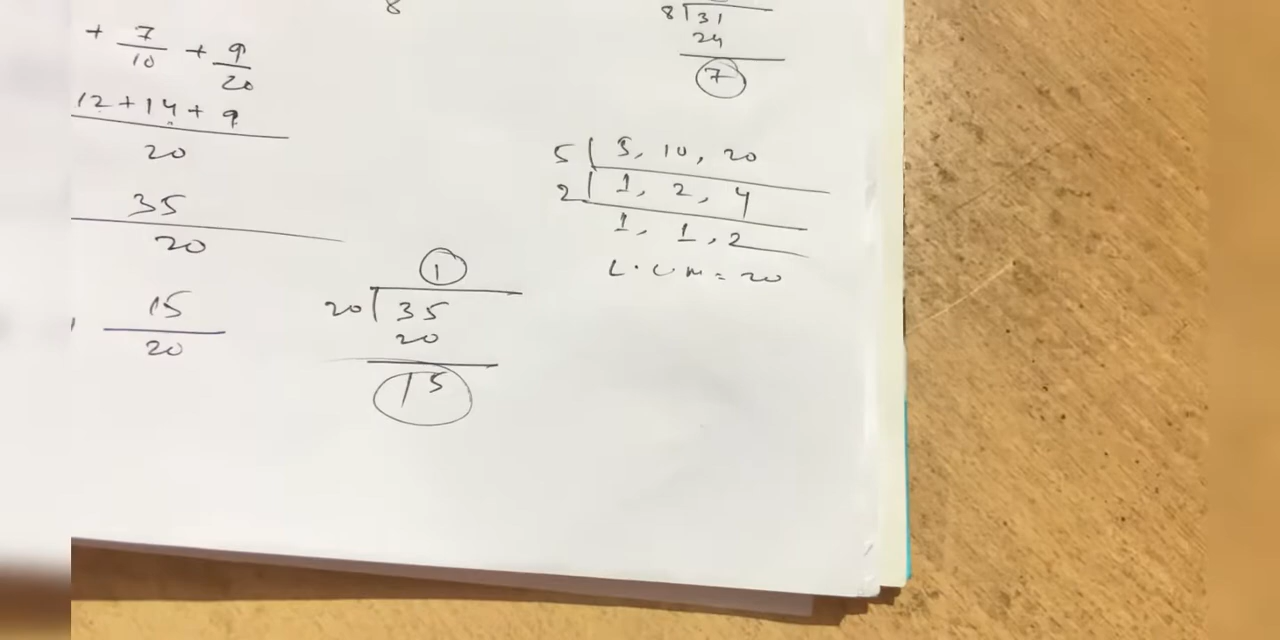 + 7/10 + 9/20
12 + 14 + 9
20
35
20
15
20
8
8 31
24
7
5 | 5, 10, 20
2 | 1, 2, 4
1, 1, 2
L.CM = 20
1
20 35
20
15